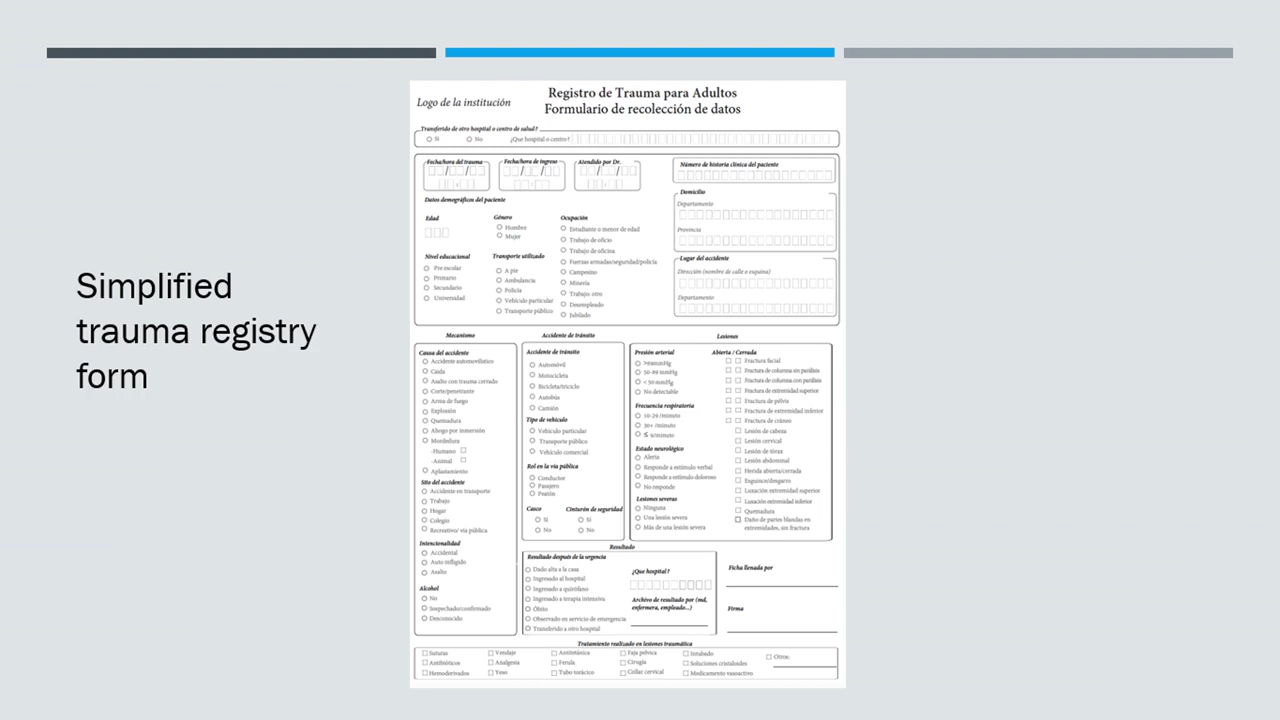 Simplified
trauma registry
form
Logo de la institución
Registro de Trauma para Adultos
Formulario de recolección de datos
Transferido de otro hospital o centro de salud?
Si
No
¿Que hospital o centro?
Fecha/hora del trauma
Fecha/hora de ingreso
Atendido por Dr.
Número de historia clínica del paciente
Datos demográficos del paciente
Edad
Género
Hombre
Mujer
Ocupación
Estudiante o menor de edad
Trabajo de oficio
Trabajo de oficina
Fuerzas armadas/seguridad/policía
Campesino
Minería
Trabajo: otro
Desempleado
Jubilado
Nivel educacional
Pre escolar
Primario
Secundario
Universidad
Transporte utilizado
A pie
Ambulancia
Policía
Vehículo particular
Transporte público
Domicilio
Departamento
Provincia
Lugar del accidente
Dirección (nombre de calle o esquina)
Departamento
Mecanismo
Causa del accidente
Accidente automovilístico
Caída
Asalto con trauma cerrado
Corte/penetrante
Arma de fuego
Explosión
Quemadura
Ahogo por inmersión
Mordedura
-Humano
-Animal
Aplastamiento
Sito del accidente
Accidente en transporte
Trabajo
Hogar
Colegio
Recreativo/ vía pública
Intencionalidad
Accidental
Auto infligido
Asalto
Alcohol
No
Sospechado/confirmado
Desconocido
Accidente de tránsito
Accidente de tránsito
Automóvil
Motocicleta
Bicicleta/triciclo
Autobús
Camión
Tipo de vehículo
Vehículo particular
Transporte público
Vehículo comercial
Rol en la vía pública
Conductor
Pasajero
Peatón
Casco
Si
No
Cinturón de seguridad
Si
No
Lesiones
Presión arterial
50-89 mmHg
< 50 mmHg
No detectable
Frecuencia respiratoria
10-29 /minuto
30+ /minuto
≤ 9/minuto
Estado neurológico
Alerta
Responde a estímulo verbal
Responde a estímulo doloroso
No responde
Lesiones severas
Ninguna
Una lesión severa
Más de una lesión severa
Abierta / Cerrada
Fractura facial
Fractura de columna sin parálisis
Fractura de columna con parálisis
Fractura de extremidad superior
Fractura de pélvis
Fractura de extremidad inferior
Fractura de cráneo
Lesión de cabeza
Lesión cervical
Lesión de tórax
Lesión abdominal
Herida abierta/cerrada
Esguince/desgarro
Luxación extremidad superior
Luxación extremidad inferior
Quemadura
Daño de partes blandas en
extremidades, sin fractura
Resultado
Resultado después de la urgencia
Dado alta a la casa
Ingresado al hospital
Ingresado a quirófano
Ingresado a terapia intensiva
Óbito
Observado en servicio de emergencia
Transferido a otro hospital
¿Que hospital?
Archivo de resultado por (md,
enfermera, empleado...)
Ficha llenada por
Firma
Tratamiento realizado en lesiones traumática
Suturas
Vendaje
Antitetánica
Faja pélvica
Intubado
Otros:
Antibióticos
Analgesia
Ferula
Cirugía
Soluciones cristaloides
Hemoderivados
Yeso
Tubo torácico
Collar cervical
Medicamento vasoactivo